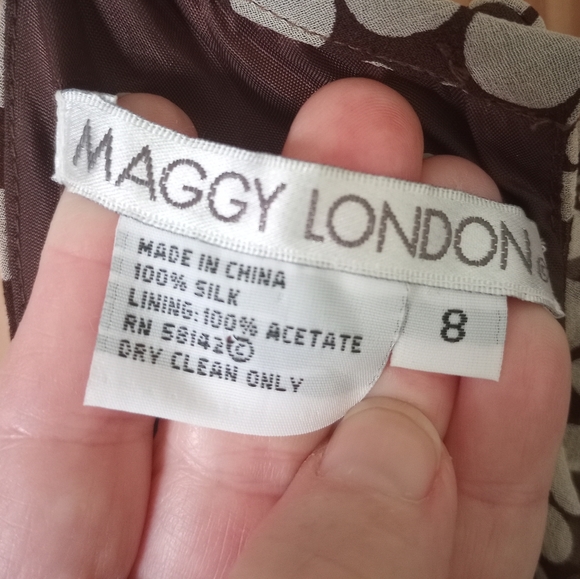 MAGGY LONDON®
MADE IN CHINA
100% SILK
LINING: 100% ACETATE
RN 58142©
DRY CLEAN ONLY
8